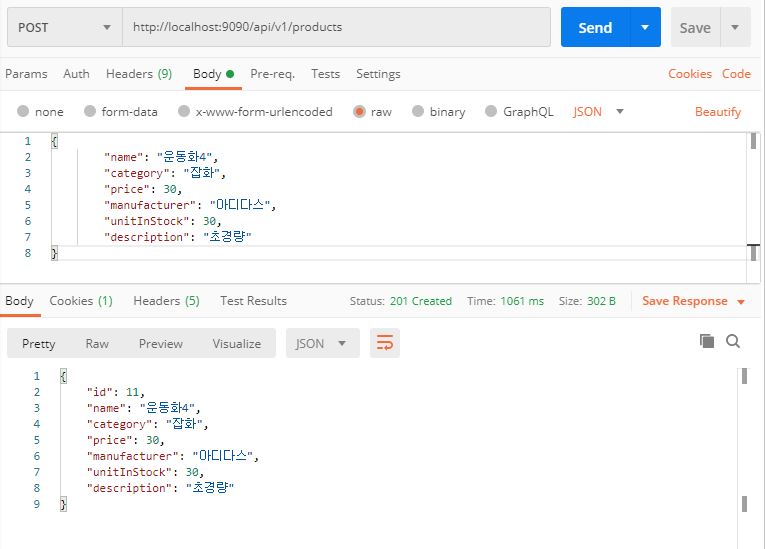 POST http://localhost:9090/api/v1/products Send Save
Params Auth Headers (9) Body Pre-req. Tests Settings Cookies Code
none form-data x-www-form-urlencoded raw binary GraphQL JSON Beautify
1 {
2 "name": "운동화4",
3 "category": "잡화",
4 "price": 30,
5 "manufacturer": "아디다스",
6 "unitInStock": 30,
7 "description": "초경량"
8 }
Body Cookies (1) Headers (5) Test Results Status: 201 Created Time: 1061 ms Size: 302 B Save Response
Pretty Raw Preview Visualize JSON
1 {
2 "id": 11,
3 "name": "운동화4",
4 "category": "잡화",
5 "price": 30,
6 "manufacturer": "아디다스",
7 "unitInStock": 30,
8 "description": "초경량"
9 }